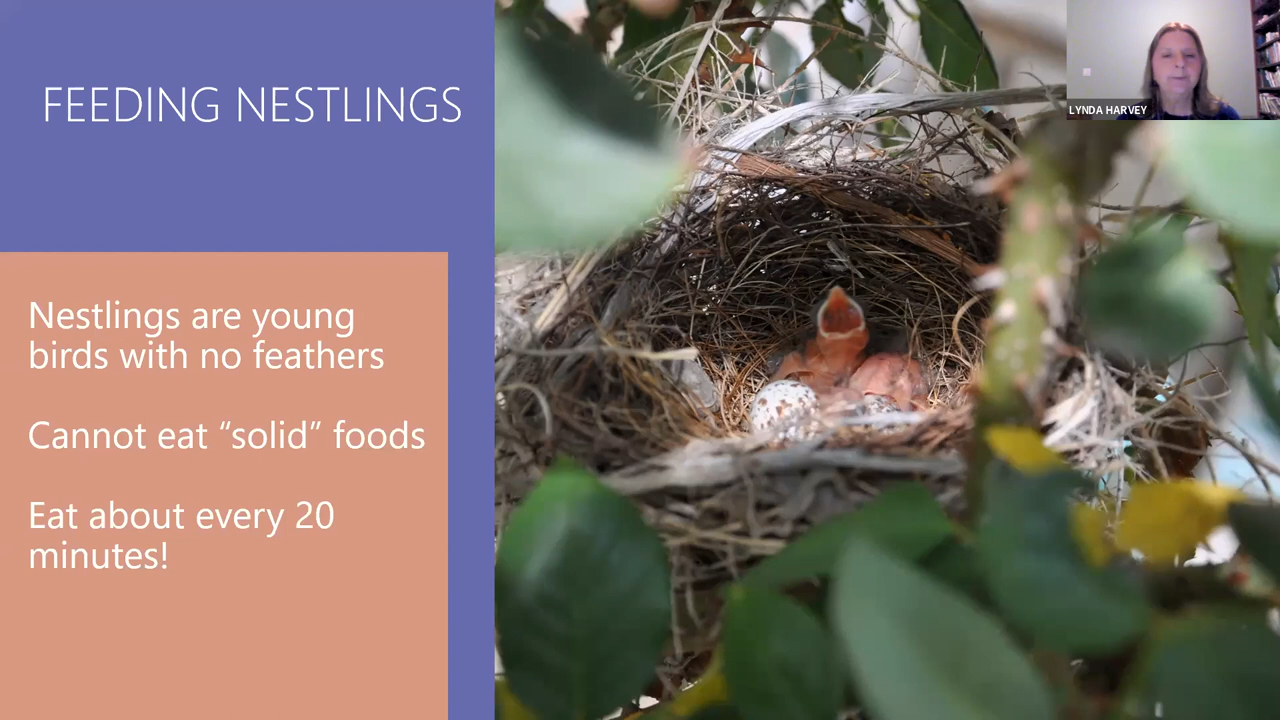 FEEDING NESTLINGS
LYNDA HARVEY
Nestlings are young
birds with no feathers
Cannot eat “solid” foods
Eat about every 20
minutes!